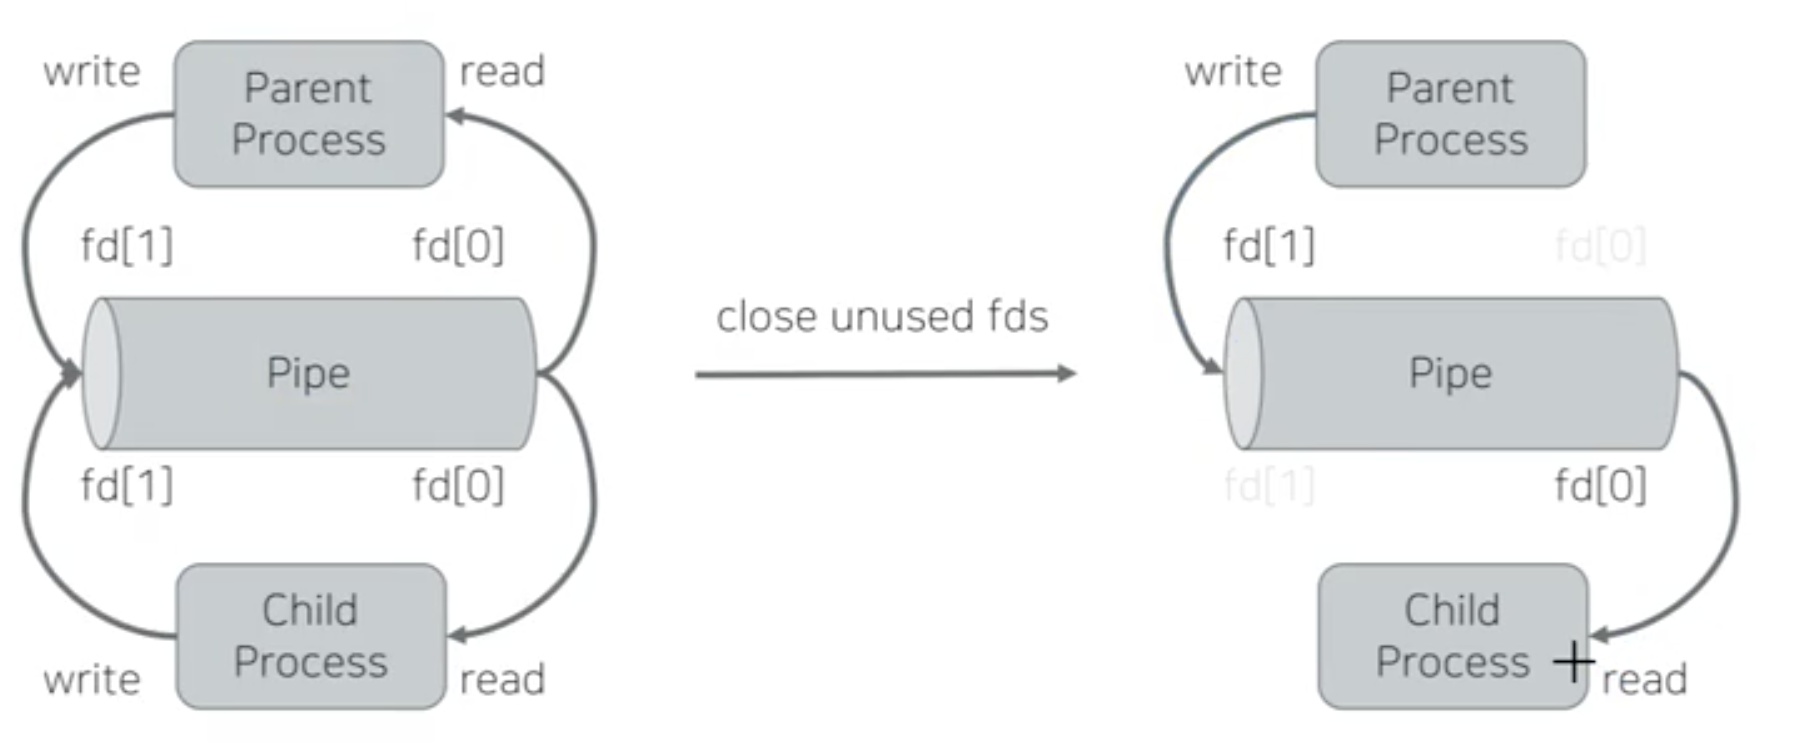 write
Parent
Process
read
fd[1]
fd[0]
Pipe
fd[1]
fd[0]
Child
Process
write
read
close unused fds
write
Parent
Process
fd[1]
fd[0]
Pipe
fd[1]
fd[0]
Child
Process
read